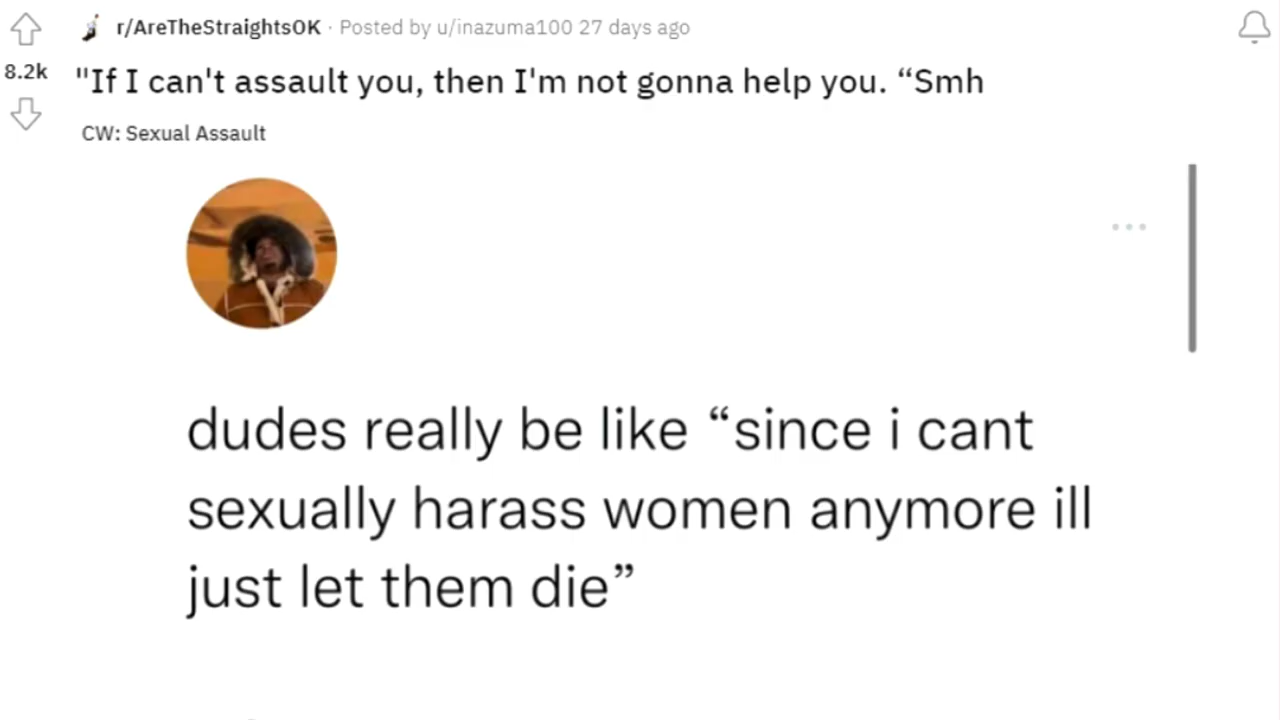 r/AreTheStraightsOK · Posted by u/inazuma100 27 days ago
8.2k
"If I can't assault you, then I'm not gonna help you. “Smh
CW: Sexual Assault
dudes really be like “since i cant
sexually harass women anymore ill
just let them die”